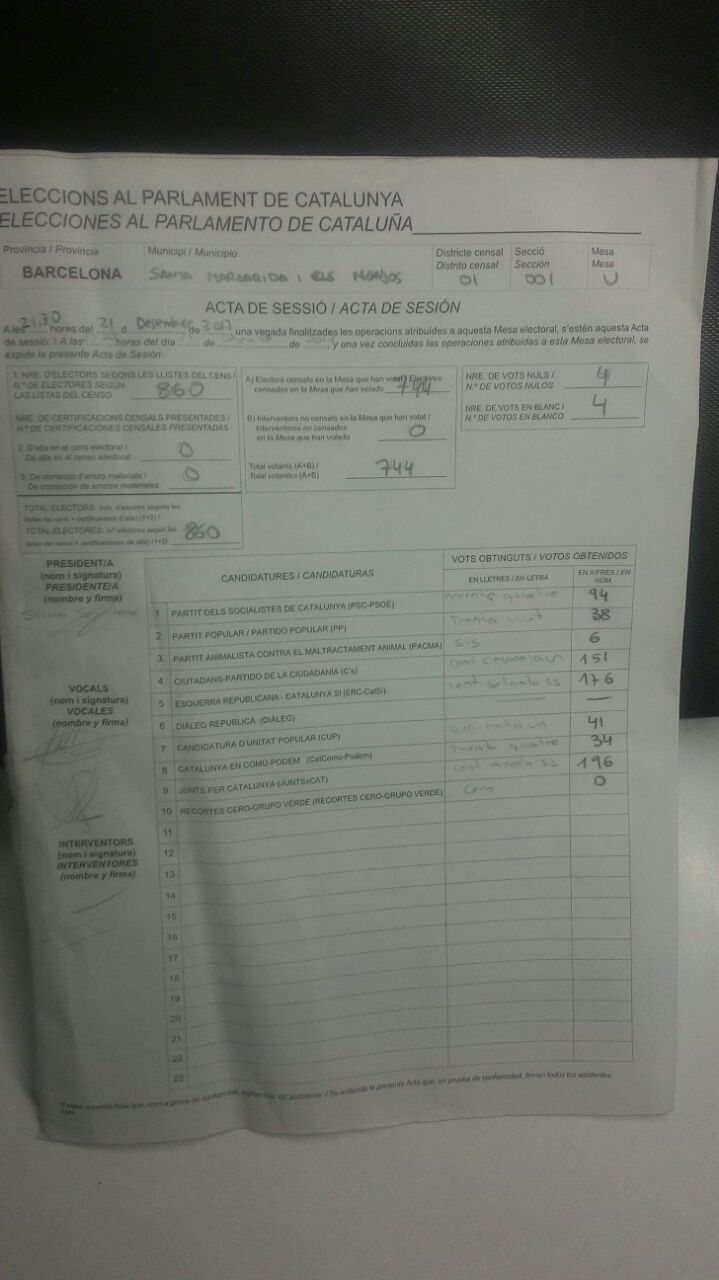 ELECCIONS AL PARLAMENT DE CATALUNYA
ELECCIONES AL PARLAMENTO DE CATALUÑA
Província / Provincia Municipi / Municipio Districte censal Secció Mesa
Distrito censal Sección Mesa
BARCELONA SANTA MARGARIDA I ELS MONJOS 01 001 U
ACTA DE SESSIÓ / ACTA DE SESIÓN
A les 21,30 hores del 21 d Desembre de 2017 una vegada finalitzades les operacions atribuïdes a aquesta Mesa electoral, s'estén aquesta Acta
de sessió: / A las horas del día de de y una vez concluidas las operaciones atribuidas a esta Mesa electoral, se
expide la presente Acta de Sesión:
1. NRE. D'ELECTORS SEGONS LES LLISTES DEL CENS /
N.º DE ELECTORES SEGÚN
LAS LISTAS DEL CENSO 860
NRE. DE CERTIFICACIONS CENSALS PRESENTADES /
N.º DE CERTIFICACIONES CENSALES PRESENTADAS
2. D'alta en el cens electoral /
De alta en el censo electoral: 0
3. De correcció d'errors materials /
De corrección de errores materiales: 0
TOTAL ELECTORS (nre. d'electors segons les
llistes del cens + certificacions d'alta) (1+2) /
TOTAL ELECTORES: (nº electores según las
listas del censo + certificaciones de alta) (1+2) 860
A) Electors censats en la Mesa que han votat / Electores
censados en la Mesa que han votado 744
B) Interventors no censats en la Mesa que han votat /
Interventores no censados
en la Mesa que han votado 0
Total votants (A+B) /
Total votantes (A+B) 744
NRE. DE VOTS NULS /
N.º DE VOTOS NULOS 4
NRE. DE VOTS EN BLANC /
N.º DE VOTOS EN BLANCO 4
PRESIDENT/A
(nom i signatura)
PRESIDENTE/A
(nombre y firma)
VOCALS
(nom i signatura)
VOCALES
(nombre y firma)
INTERVENTORS
(nom i signatura)
INTERVENTORES
(nombre y firma)
CANDIDATURES / CANDIDATURAS VOTS OBTINGUTS / VOTOS OBTENIDOS
EN LLETRES / EN LETRA EN XIFRES / EN NÚM.
1 PARTIT DELS SOCIALISTES DE CATALUNYA (PSC-PSOE) noranta quatre 94
2 PARTIT POPULAR / PARTIDO POPULAR (PP) trenta vuit 38
3 PARTIT ANIMALISTA CONTRA EL MALTRACTAMENT ANIMAL (PACMA) sis 6
4 CIUTADANS-PARTIDO DE LA CIUDADANÍA (C's) cent cinquanta un 151
5 ESQUERRA REPUBLICANA - CATALUNYA SÍ (ERC-CatSí) cent setanta sis 176
6 DIÀLEG REPUBLICÀ (DIÀLEG) —
7 CANDIDATURA D'UNITAT POPULAR (CUP) quaranta un 41
8 CATALUNYA EN COMÚ-PODEM (CatComú-Podem) trenta quatre 34
9 JUNTS PER CATALUNYA (JUNTSxCAT) cent noranta sis 196
10 RECORTES CERO-GRUPO VERDE (RECORTES CERO-GRUPO VERDE) Cero 0
11
12
13
14
15
16
17
18
19
20
21
22
23
S'estén aquesta Acta que, com a prova de conformitat, signen tots els assistents. / Se extiende la presente Acta que, en prueba de conformidad, firman todos los asistentes.